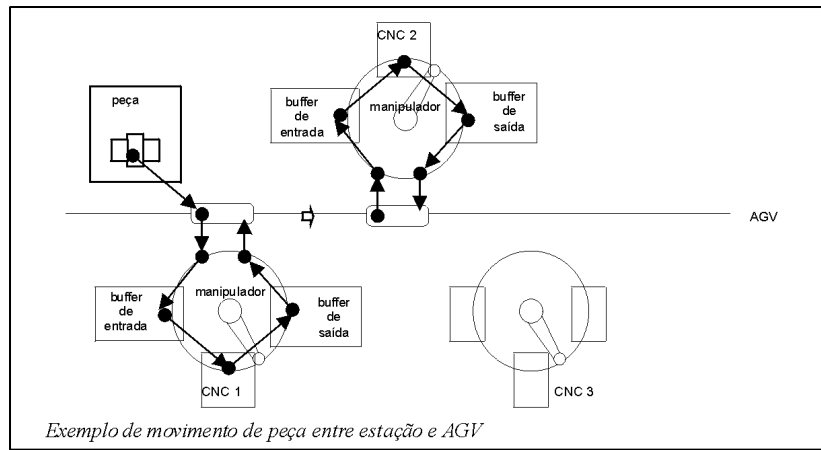 CNC 2
peça
buffer
de
entrada
manipulador
buffer
de
saída
AGV
buffer
de
entrada
manipulador
buffer
de
saída
CNC 1
CNC 3
Exemplo de movimento de peça entre estação e AGV